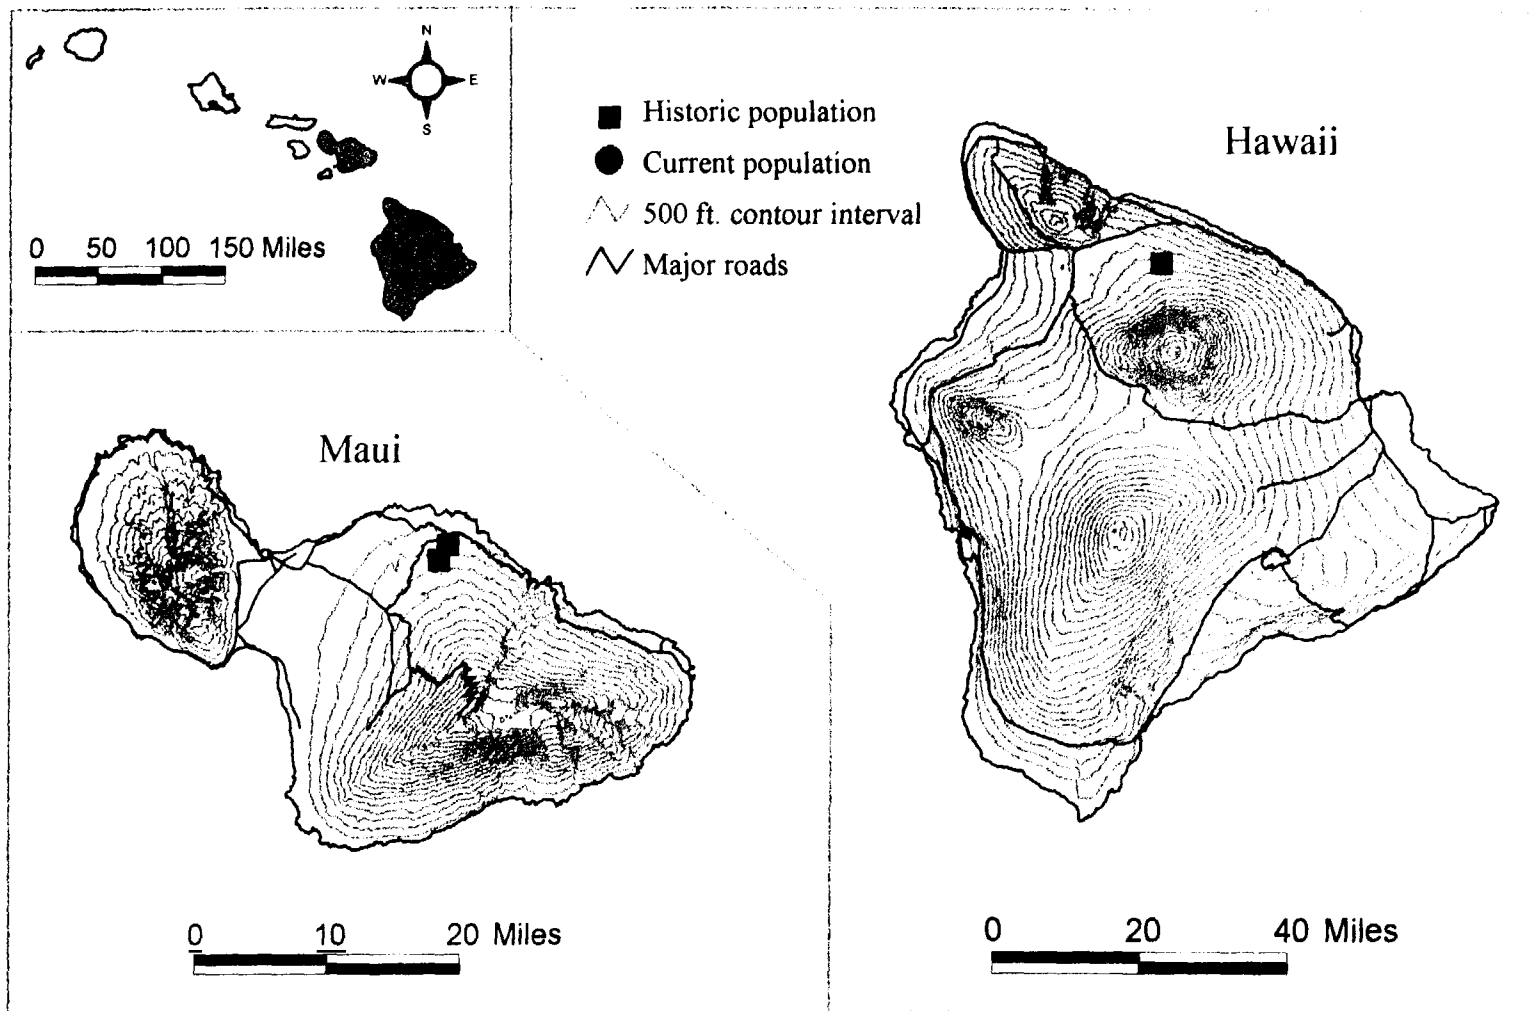 N
W E
S
0 50 100 150 Miles
Historic population
Current population
500 ft. contour interval
Major roads
Hawaii
Maui
0 10 20 Miles
0 20 40 Miles